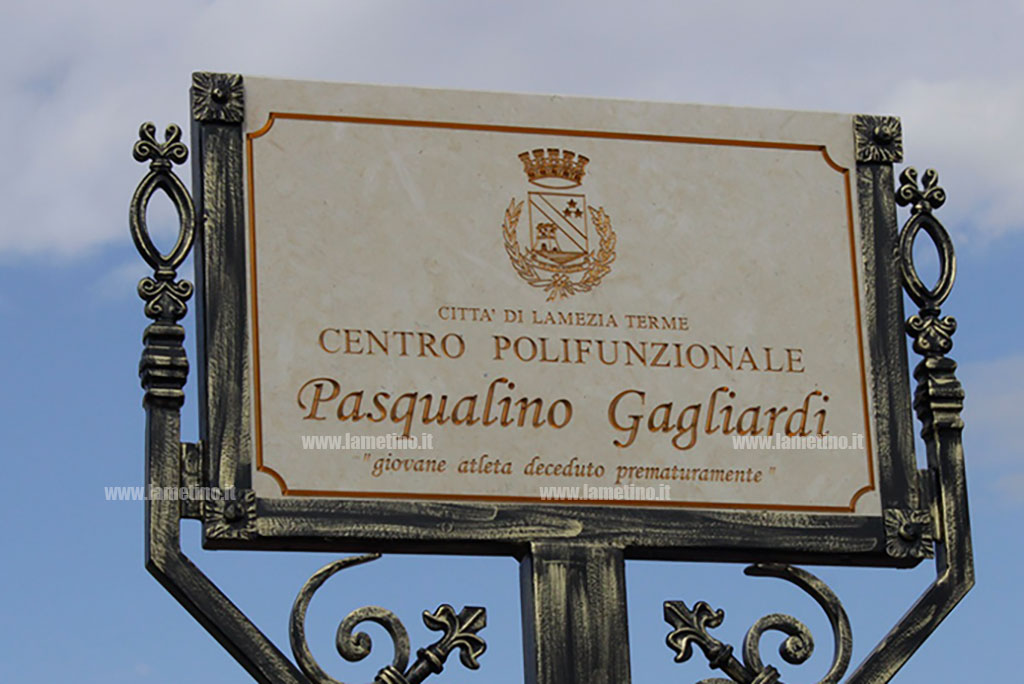 CITTA' DI LAMEZIA TERME
CENTRO POLIFUNZIONALE
Pasqualino Gagliardi
www.lametino.it www.lametino.it
"giovane atleta deceduto prematuramente"
www.lametino.it www.lametino.it